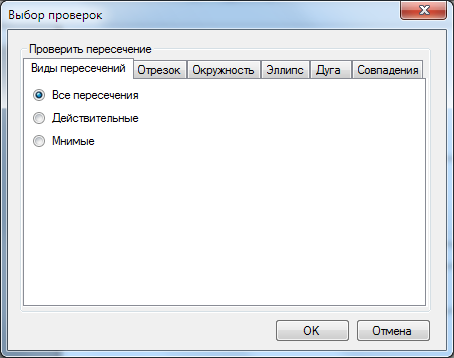 Выбор проверок
Проверить пересечение
Виды пересечений Отрезок Окружность Эллипс Дуга Совпадения
Все пересечения
Действительные
Мнимые
OK Отмена